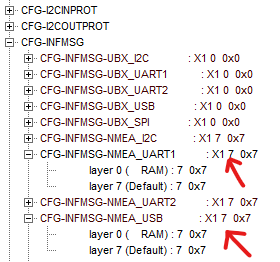 CFG-I2CINPROT
CFG-I2COUTPROT
CFG-INFMSG
CFG-INFMSG-UBX_I2C : X1 0 0x0
CFG-INFMSG-UBX_UART1 : X1 0 0x0
CFG-INFMSG-UBX_UART2 : X1 0 0x0
CFG-INFMSG-UBX_USB : X1 0 0x0
CFG-INFMSG-UBX_SPI : X1 0 0x0
CFG-INFMSG-NMEA_I2C : X1 7 0x7
CFG-INFMSG-NMEA_UART1 : X1 7 0x7
layer 0 ( RAM) : 7 0x7
layer 7 (Default) : 7 0x7
CFG-INFMSG-NMEA_UART2 : X1 7 0x7
CFG-INFMSG-NMEA_USB : X1 7 0x7
layer 0 ( RAM) : 7 0x7
layer 7 (Default) : 7 0x7